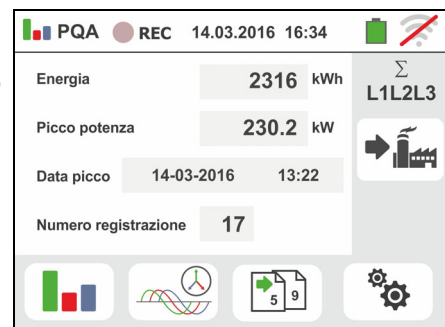 PQA REC 14.03.2016 16:34
Energia 2316 kWh
Σ
L1L2L3
Picco potenza 230.2 kW
Data picco 14-03-2016 13:22
Numero registrazione 17
5 9